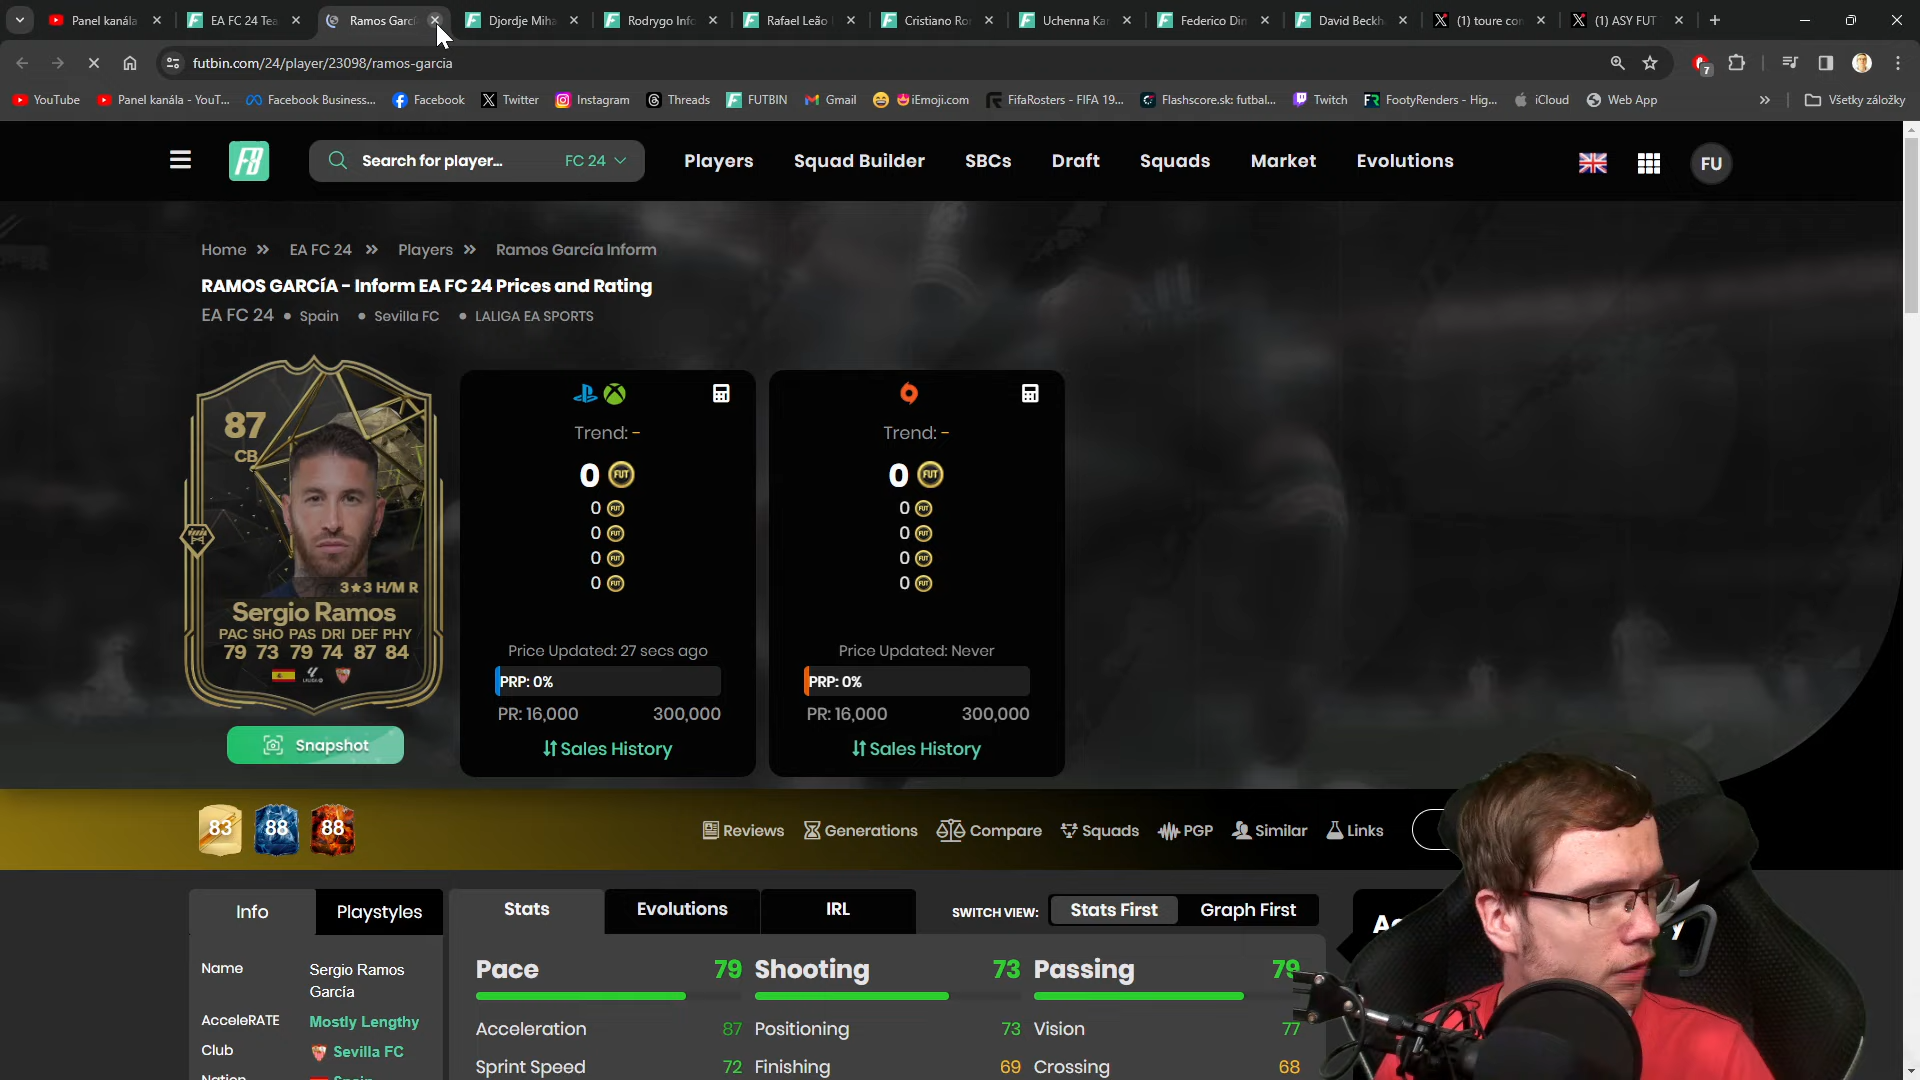 Panel kanála
EA FC 24 Tea
Ramos Garcí
Djordje Miha
Rodrygo Info
Rafael Leão I
Cristiano Ro
Uchenna Ka
Federico Dim
David Beckh
(1) toure co
(1) ASY FUT
futbin.com/24/player/23098/ramos-garcia
7
YouTube
Panel kanála - YouT...
Facebook Business...
Facebook
Twitter
Instagram
Threads
FUTBIN
Gmail
iEmoji.com
FifaRosters - FIFA 19...
Flashscore.sk: futbal...
Twitch
FootyRenders - Hig...
iCloud
Web App
Všetky záložky
Search for player...
FC 24
Players
Squad Builder
SBCs
Draft
Squads
Market
Evolutions
FU
Home » EA FC 24 » Players » Ramos García Inform
RAMOS GARCÍA - Inform EA FC 24 Prices and Rating
EA FC 24 • Spain • Sevilla FC • LALIGA EA SPORTS
87
CB
3★3 H/M R
Sergio Ramos
PAC SHO PAS DRI DEF PHY
79 73 79 74 87 84
Snapshot
Trend: -
0
0
0
0
0
Price Updated: 27 secs ago
PRP: 0%
PR: 16,000 300,000
Sales History
Trend: -
0
0
0
0
0
Price Updated: Never
PRP: 0%
PR: 16,000 300,000
Sales History
83
88
88
Reviews
Generations
Compare
Squads
PGP
Similar
Links
Info
Playstyles
Name Sergio Ramos García
AcceleRATE Mostly Lengthy
Club Sevilla FC
Nation Spain
Stats
Evolutions
IRL
SWITCH VIEW:
Stats First
Graph First
Pace 79
Acceleration 87
Sprint Speed 72
Shooting 73
Positioning 73
Finishing 69
Passing 79
Vision 77
Crossing 68